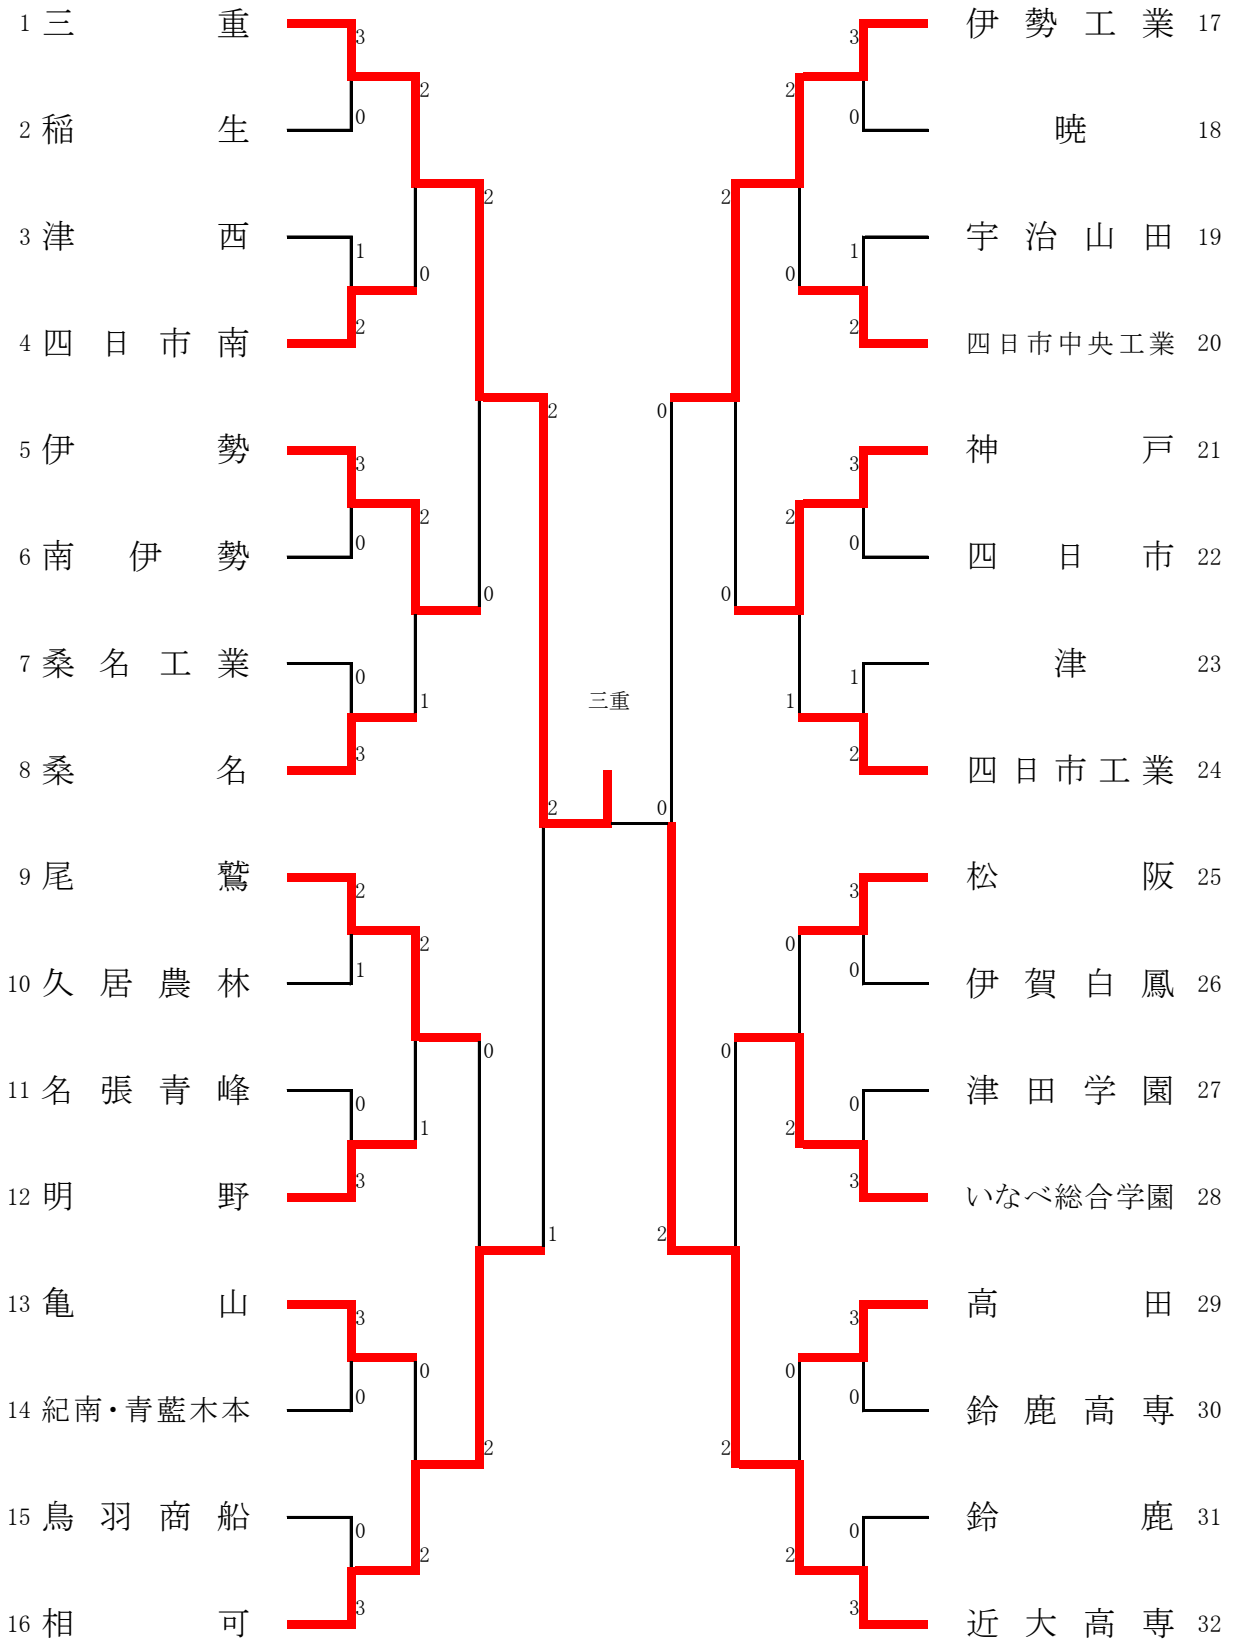 1 三重
3
2
0
2 稲生
2
3 津西
1
0
2
4 四日市南
2
5 伊勢
3
2
0
6 南伊勢
0
7 桑名工業
0
1
3
8 桑名
2
9 尾鷲
2
2
1
10 久居農林
0
11 名張青峰
0
1
3
12 明野
1
13 亀山
3
0
0
14 紀南・青藍木本
2
15 鳥羽商船
0
2
3
16 相可
三重
伊勢工業 17
3
2
0
暁 18
2
宇治山田 19
1
0
2
四日市中央工業 20
0
神戸 21
3
2
0
四日市 22
0
津 23
1
1
2
四日市工業 24
0
松阪 25
3
0
0
伊賀白鳳 26
0
津田学園 27
0
2
3
いなべ総合学園 28
2
高田 29
3
0
0
鈴鹿高専 30
2
鈴鹿 31
0
2
3
近大高専 32